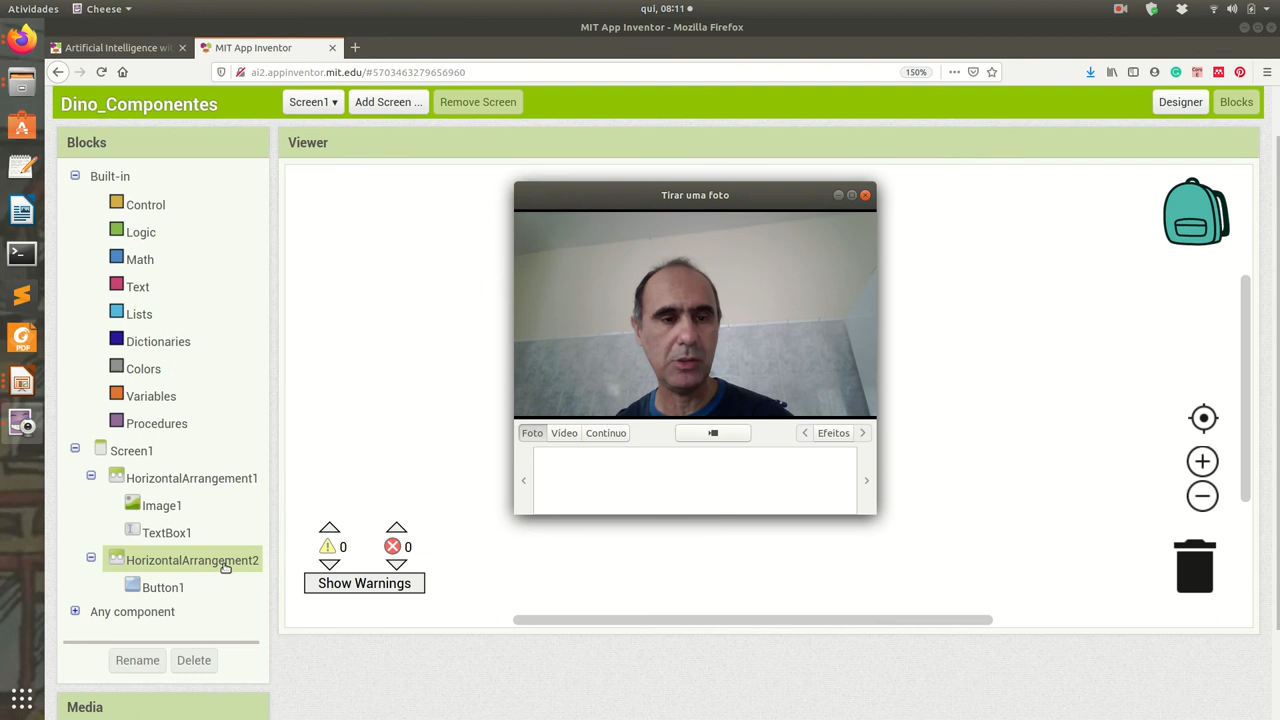 Atividades
Cheese ▾
qui, 08:11
MIT App Inventor - Mozilla Firefox
Artificial Intelligence wi
MIT App Inventor
ai2.appinventor.mit.edu/#5703463279656960
150%
Dino_Componentes
Screen1 ▾
Add Screen ...
Remove Screen
Designer
Blocks
Blocks
Viewer
Built-in
Control
Logic
Math
Text
Lists
Dictionaries
Colors
Variables
Procedures
Screen1
HorizontalArrangement1
Image1
TextBox1
HorizontalArrangement2
Button1
Any component
Rename
Delete
Media
Tirar uma foto
Foto
Vídeo
Contínuo
Efeitos
0
0
Show Warnings